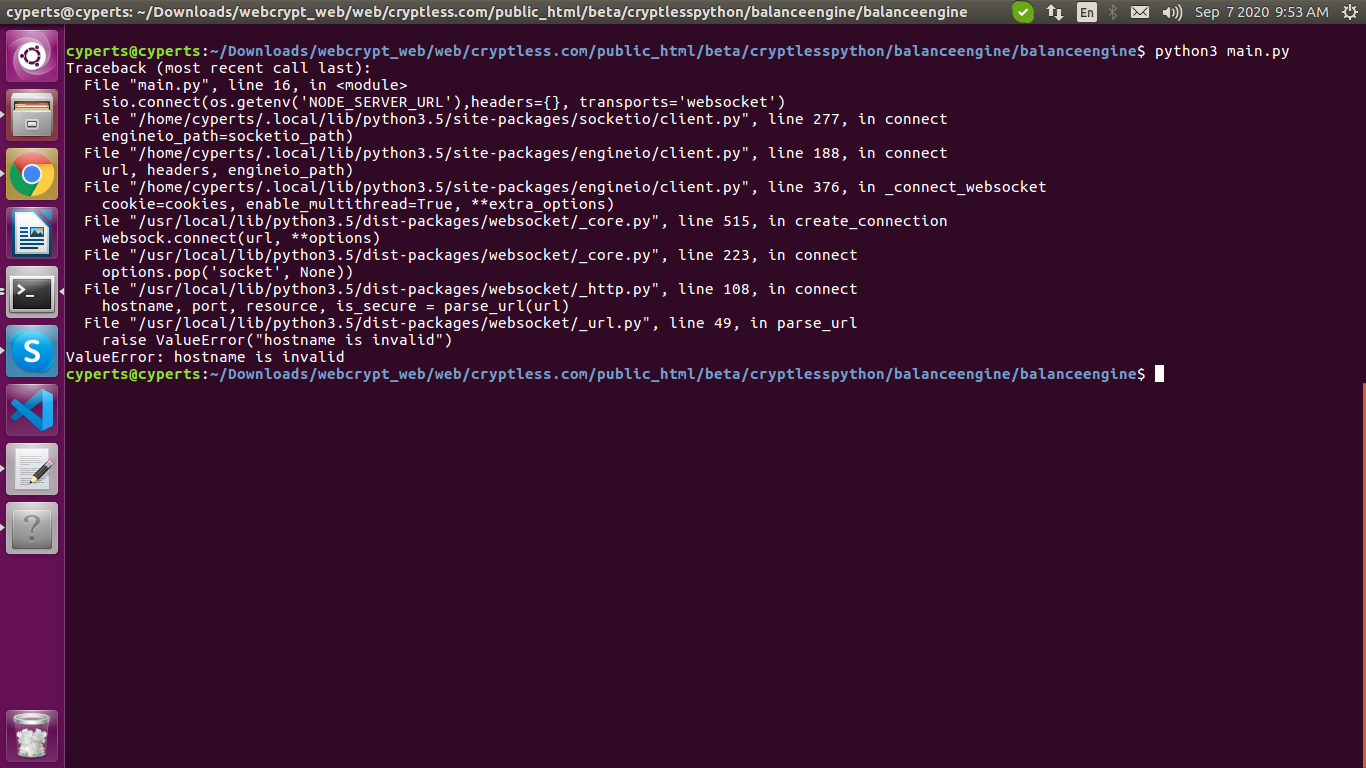 cyperts@cyperts: ~/Downloads/webcrypt_web/web/cryptless.com/public_html/beta/cryptlesspython/balanceengine/balanceengine En Sep 7 2020 9:53 AM
cyperts@cyperts:~/Downloads/webcrypt_web/web/cryptless.com/public_html/beta/cryptlesspython/balanceengine/balanceengine$ python3 main.py
Traceback (most recent call last):
  File "main.py", line 16, in <module>
    sio.connect(os.getenv('NODE_SERVER_URL'),headers={}, transports='websocket')
  File "/home/cyperts/.local/lib/python3.5/site-packages/socketio/client.py", line 277, in connect
    engineio_path=socketio_path)
  File "/home/cyperts/.local/lib/python3.5/site-packages/engineio/client.py", line 188, in connect
    url, headers, engineio_path)
  File "/home/cyperts/.local/lib/python3.5/site-packages/engineio/client.py", line 376, in _connect_websocket
    cookie=cookies, enable_multithread=True, **extra_options)
  File "/usr/local/lib/python3.5/dist-packages/websocket/_core.py", line 515, in create_connection
    websock.connect(url, **options)
  File "/usr/local/lib/python3.5/dist-packages/websocket/_core.py", line 223, in connect
    options.pop('socket', None))
  File "/usr/local/lib/python3.5/dist-packages/websocket/_http.py", line 108, in connect
    hostname, port, resource, is_secure = parse_url(url)
  File "/usr/local/lib/python3.5/dist-packages/websocket/_url.py", line 49, in parse_url
    raise ValueError("hostname is invalid")
ValueError: hostname is invalid
cyperts@cyperts:~/Downloads/webcrypt_web/web/cryptless.com/public_html/beta/cryptlesspython/balanceengine/balanceengine$